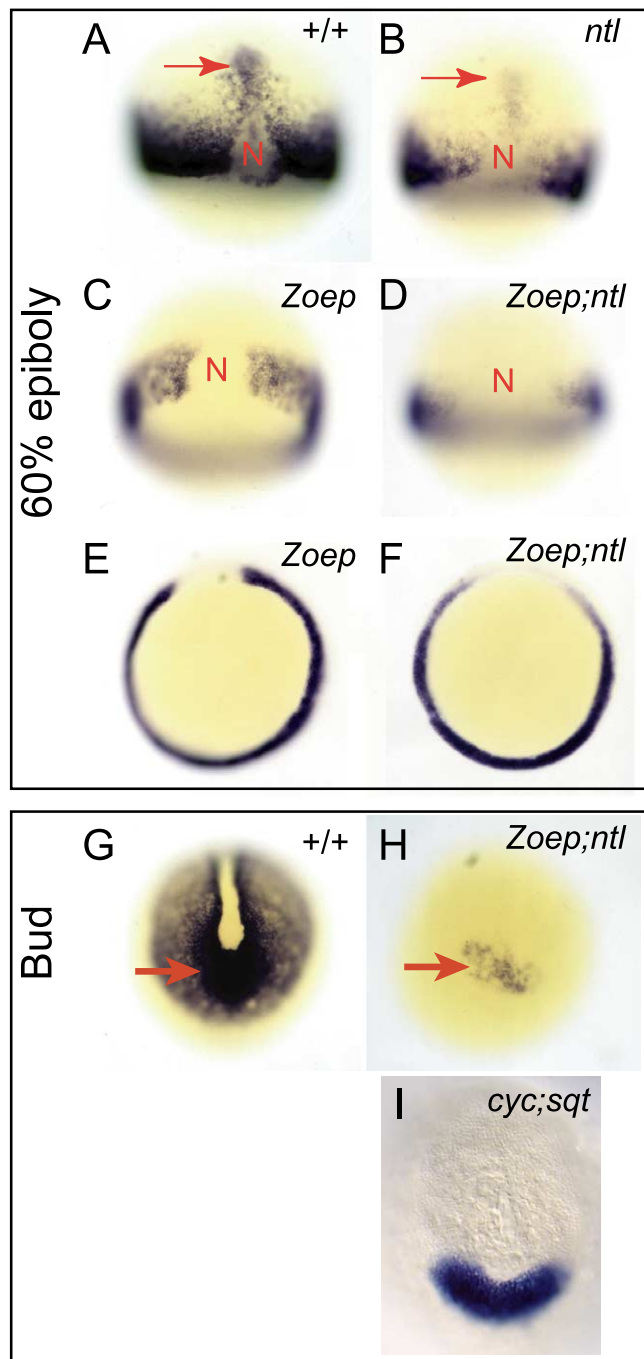 60% epiboly
A +/+
B ntl
N
N
C Zoep
D Zoep;ntl
N
N
E Zoep
F Zoep;ntl
Bud
G +/+
H Zoep;ntl
I cyc;sqt